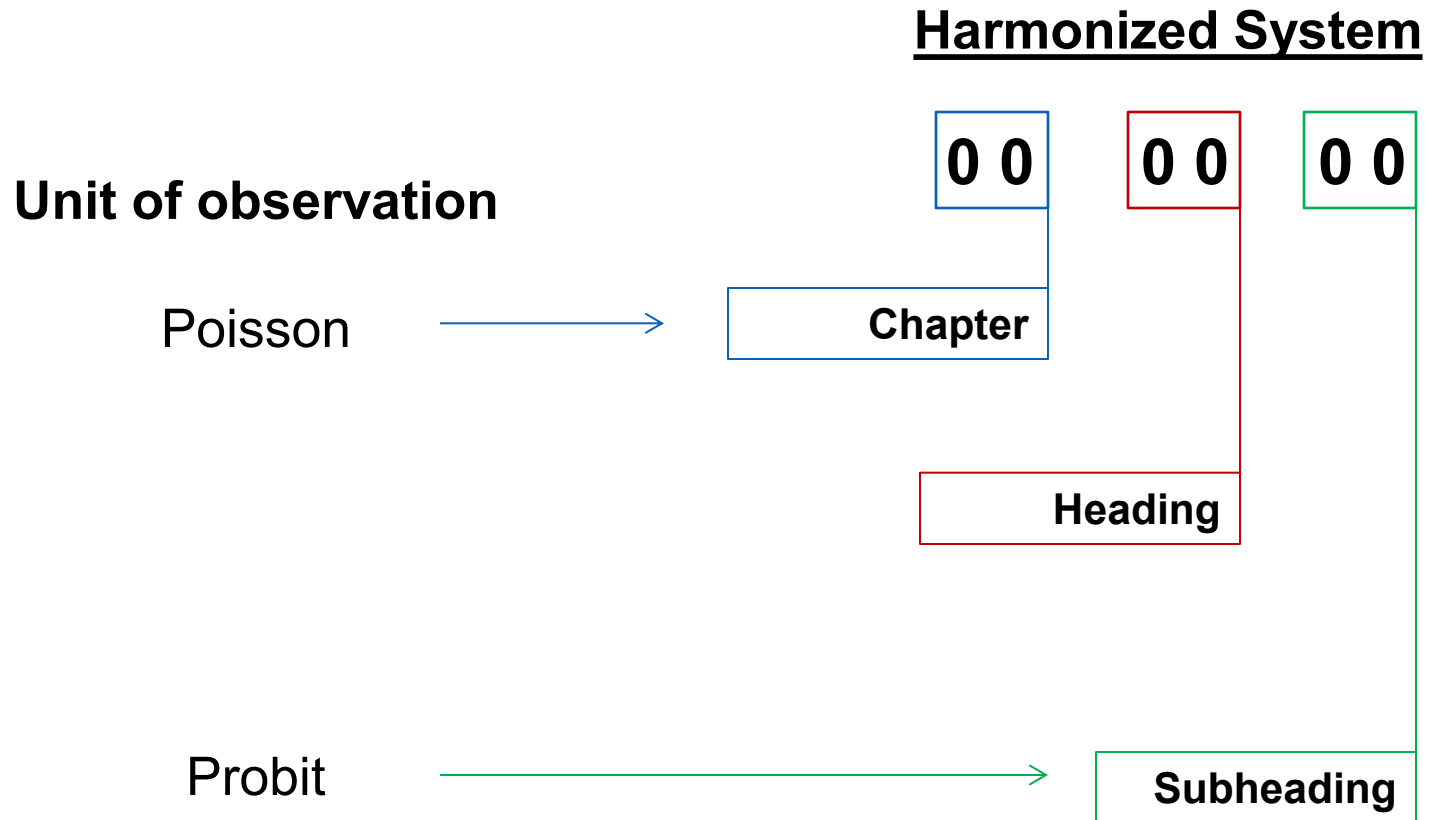 Harmonized System
0 0 0 0 0 0
Unit of observation
Poisson
Chapter
Heading
Probit
Subheading